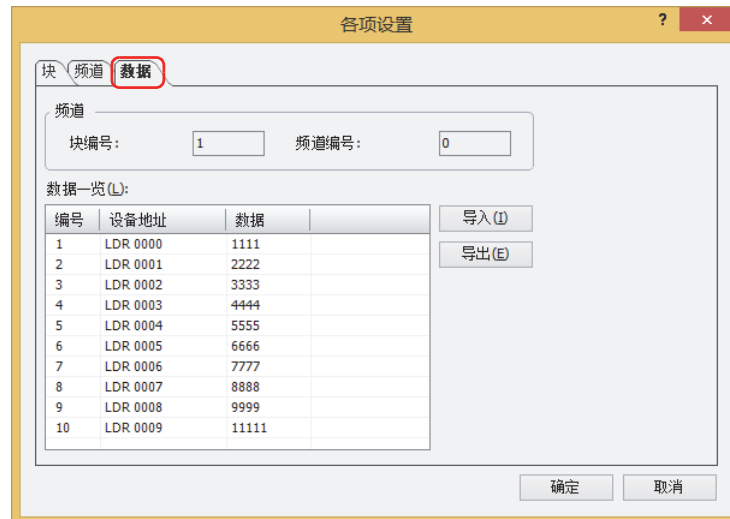 各项设置
?
×
块 频道 数据
频道
块编号: 1 频道编号: 0
数据一览(L):
编号 设备地址 数据
1 LDR 0000 1111
2 LDR 0001 2222
3 LDR 0002 3333
4 LDR 0003 4444
5 LDR 0004 5555
6 LDR 0005 6666
7 LDR 0006 7777
8 LDR 0007 8888
9 LDR 0008 9999
10 LDR 0009 11111
导入(I)
导出(E)
确定 取消